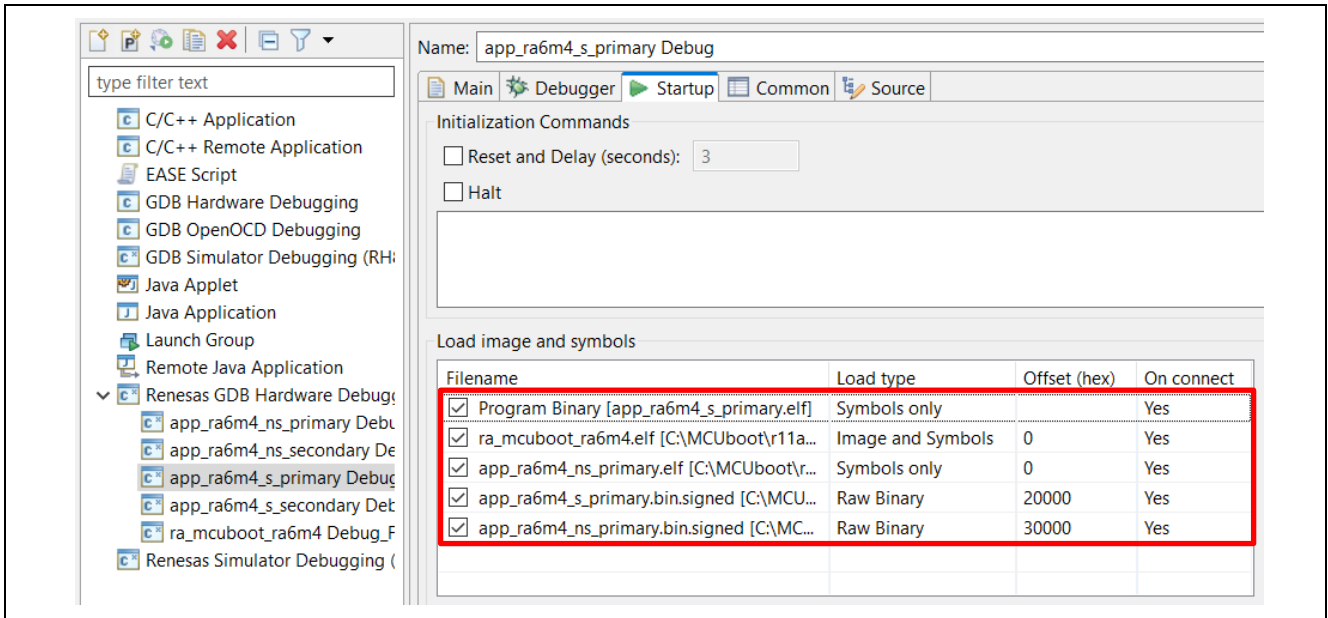 Name: app_ra6m4_s_primary Debug
type filter text
Main Debugger Startup Common Source
C/C++ Application
C/C++ Remote Application
EASE Script
GDB Hardware Debugging
GDB OpenOCD Debugging
GDB Simulator Debugging (RH8
Java Applet
Java Application
Launch Group
Remote Java Application
Renesas GDB Hardware Debugg
app_ra6m4_ns_primary Debu
app_ra6m4_ns_secondary De
app_ra6m4_s_primary Debug
app_ra6m4_s_secondary Deb
ra_mcuboot_ra6m4 Debug_F
Renesas Simulator Debugging (
Initialization Commands
Reset and Delay (seconds): 3
Halt
Load image and symbols
Filename Load type Offset (hex) On connect
Program Binary [app_ra6m4_s_primary.elf] Symbols only Yes
ra_mcuboot_ra6m4.elf [C:\MCUboot\r11a... Image and Symbols 0 Yes
app_ra6m4_ns_primary.elf [C:\MCUboot\r... Symbols only 0 Yes
app_ra6m4_s_primary.bin.signed [C:\MCU... Raw Binary 20000 Yes
app_ra6m4_ns_primary.bin.signed [C:\MC... Raw Binary 30000 Yes